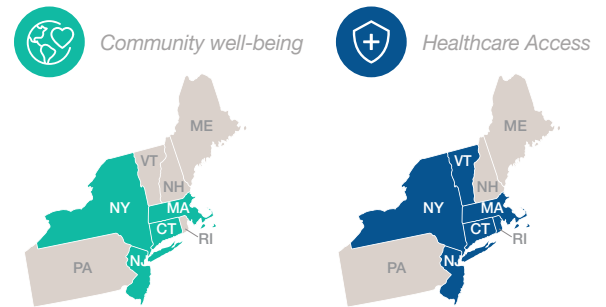 Community well-being
ME
VT
NH
NY
MA
CT
RI
PA
NJ
Healthcare Access
ME
VT
NH
NY
MA
CT
RI
PA
NJ